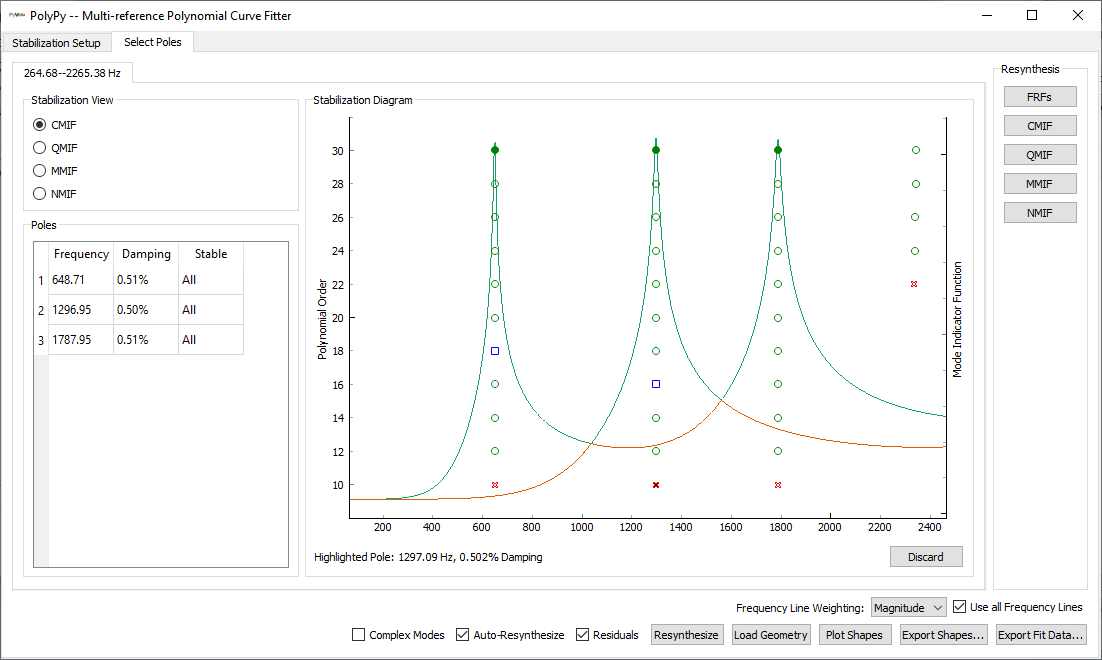 PolyPy -- Multi-reference Polynomial Curve Fitter
Stabilization Setup
Select Poles
264.68--2265.38 Hz
Stabilization View
CMIF
QMIF
MMIF
NMIF
Poles
Frequency Damping Stable
1 648.71 0.51% All
2 1296.95 0.50% All
3 1787.95 0.51% All
Stabilization Diagram
Polynomial Order
30
28
26
24
22
20
18
16
14
12
10
200 400 600 800 1000 1200 1400 1600 1800 2000 2200 2400
Mode Indicator Function
Highlighted Pole: 1297.09 Hz, 0.502% Damping
Discard
Resynthesis
FRFs
CMIF
QMIF
MMIF
NMIF
Frequency Line Weighting: Magnitude Use all Frequency Lines
Complex Modes Auto-Resynthesize Residuals Resynthesize Load Geometry Plot Shapes Export Shapes... Export Fit Data...